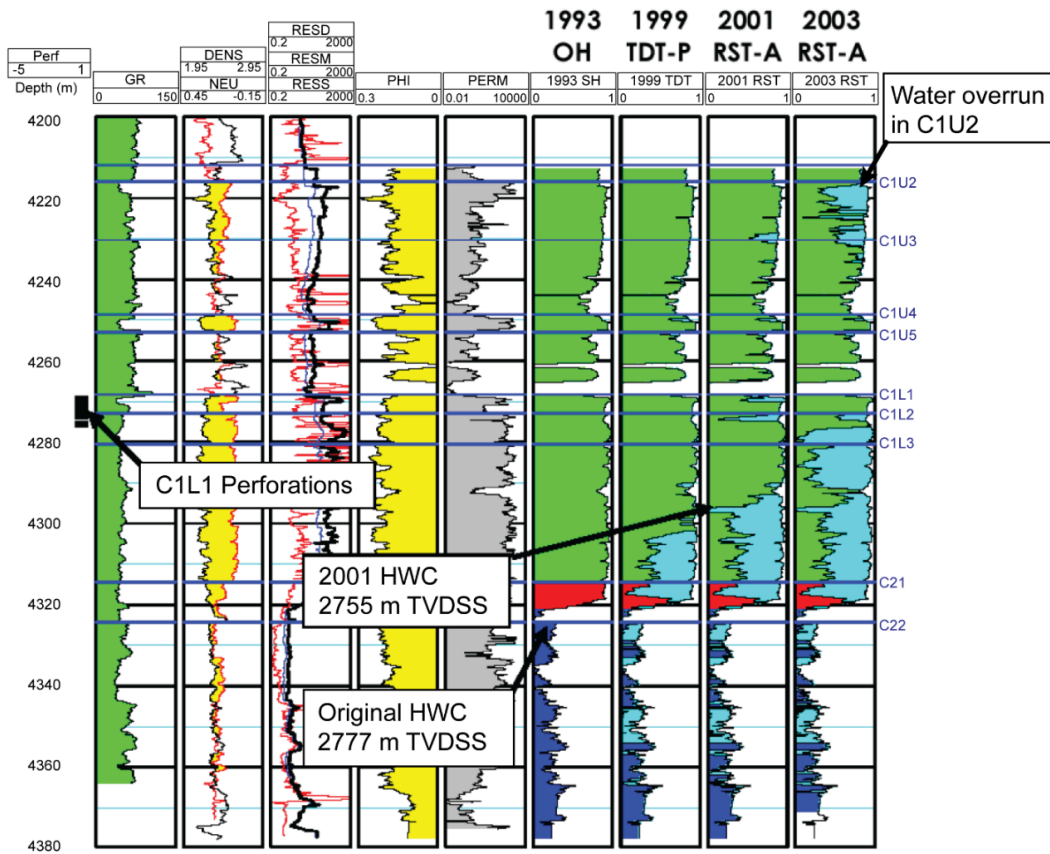 1993 1999 2001 2003
OH TDT-P RST-A RST-A
Perf
-5 1
Depth (m)
GR
0 150
DENS
1.95 2.95
NEU
0.45 -0.15
RESD
0.2 2000
RESM
0.2 2000
RESS
PHI
0.3 0
PERM
0.01 10000
1993 SH
0 1
1999 TDT
0 1
2001 RST
0 1
2003 RST
0 1
Water overrun
in C1U2
4200
4220
4240
4260
4280
4300
4320
4340
4360
4380
C1U2
C1U3
C1U4
C1U5
C1L1
C1L2
C1L3
C21
C22
C1L1 Perforations
2001 HWC
2755 m TVDSS
Original HWC
2777 m TVDSS